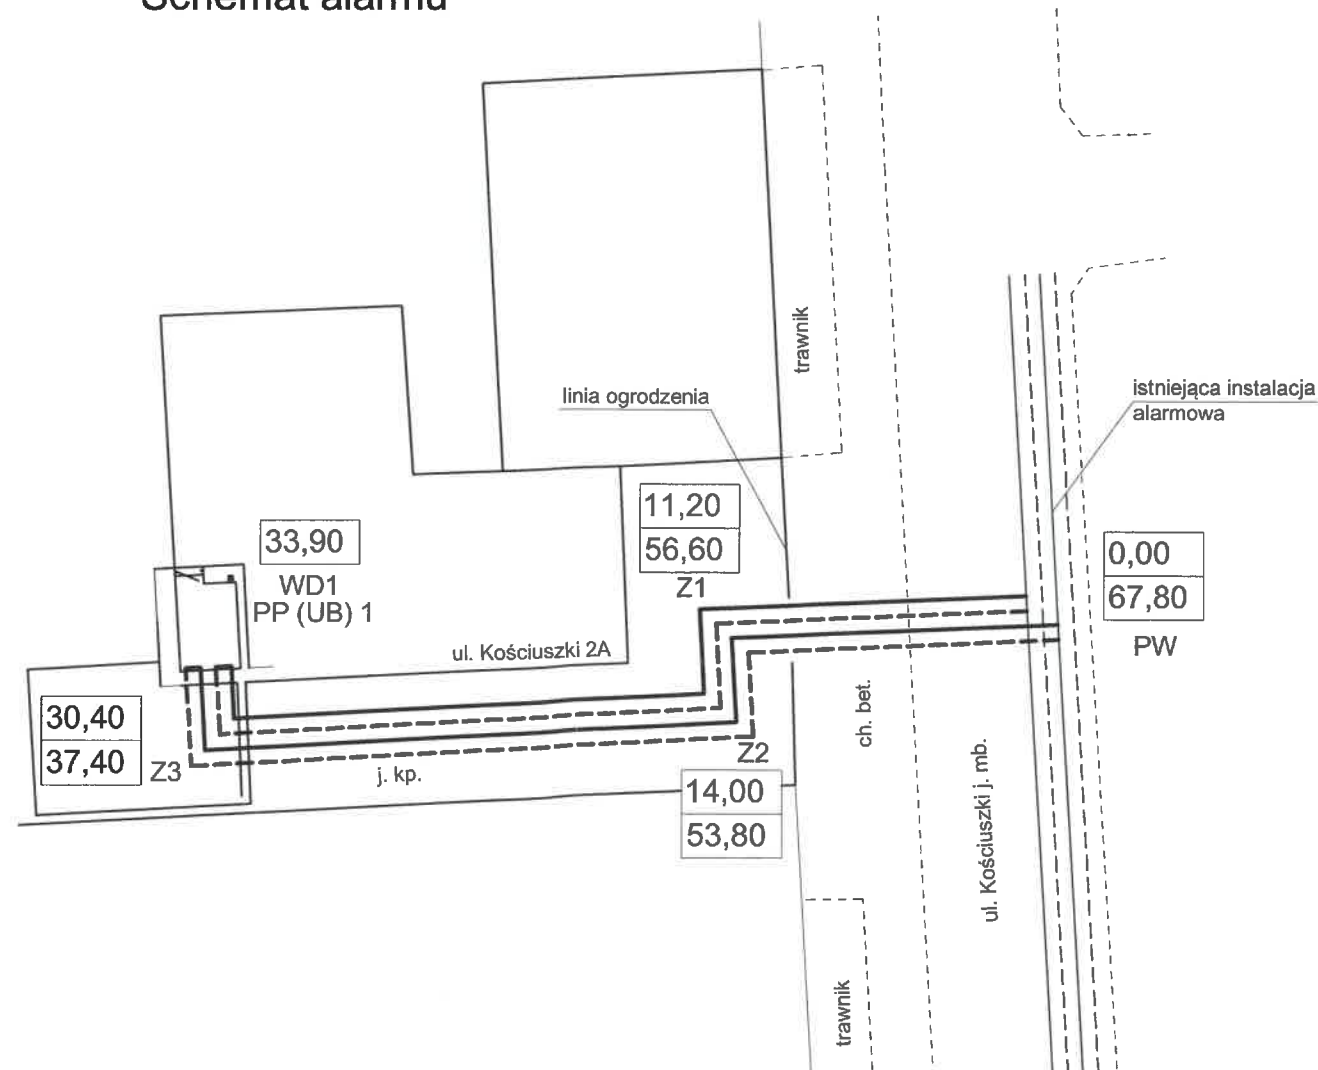 Schemat alarmu
trawnik
linia ogrodzenia
istniejąca instalacja
alarmowa
11,20
56,60
Z1
33,90
WD1
PP (UB) 1
0,00
67,80
PW
ul. Kościuszki 2A
30,40
37,40
Z3
j. kp.
Z2
14,00
53,80
ch. bet.
ul. Kościuszki j. mb.
trawnik